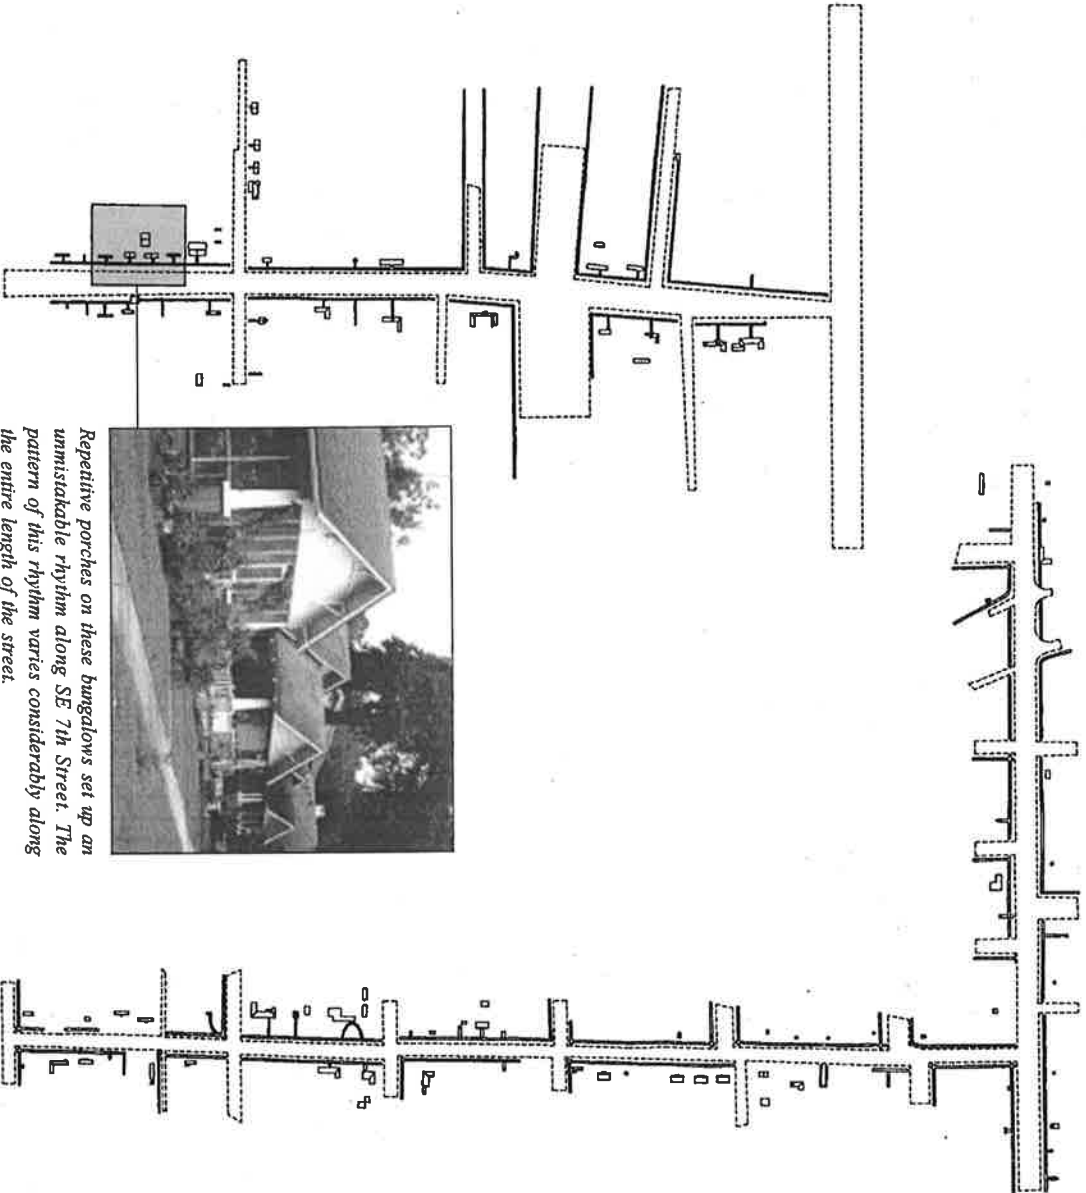 Repetitive porches on these bungalows set up an
unmistakable rhythm along SE 7th Street. The
pattern of this rhythm varies considerably along
the entire length of the street.